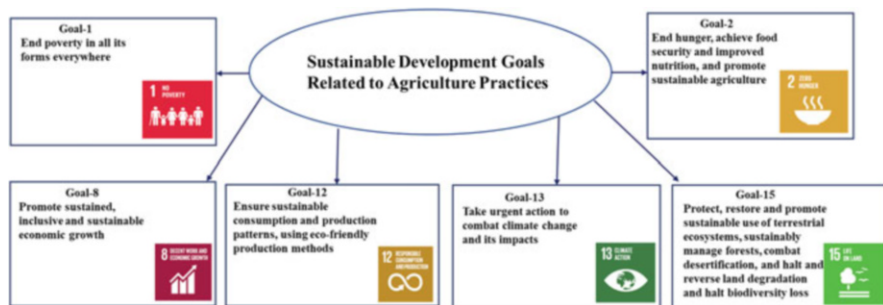 Sustainable Development Goals
Related to Agriculture Practices
Goal-1
End poverty in all its
forms everywhere
1 NO
POVERTY
Goal-2
End hunger, achieve food
security and improved
nutrition, and promote
sustainable agriculture
2 ZERO
HUNGER
Goal-8
Promote sustained,
inclusive and sustainable
economic growth
8 DECENT WORK AND
ECONOMIC GROWTH
Goal-12
Ensure sustainable
consumption and production
patterns, using eco-friendly
production methods
12 RESPONSIBLE
CONSUMPTION
AND PRODUCTION
Goal-13
Take urgent action to
combat climate change
and its impacts
13 CLIMATE
ACTION
Goal-15
Protect, restore and promote
sustainable use of terrestrial
ecosystems, sustainably
manage forests, combat
desertification, and halt and
reverse land degradation
and halt biodiversity loss
15 LIFE
ON LAND